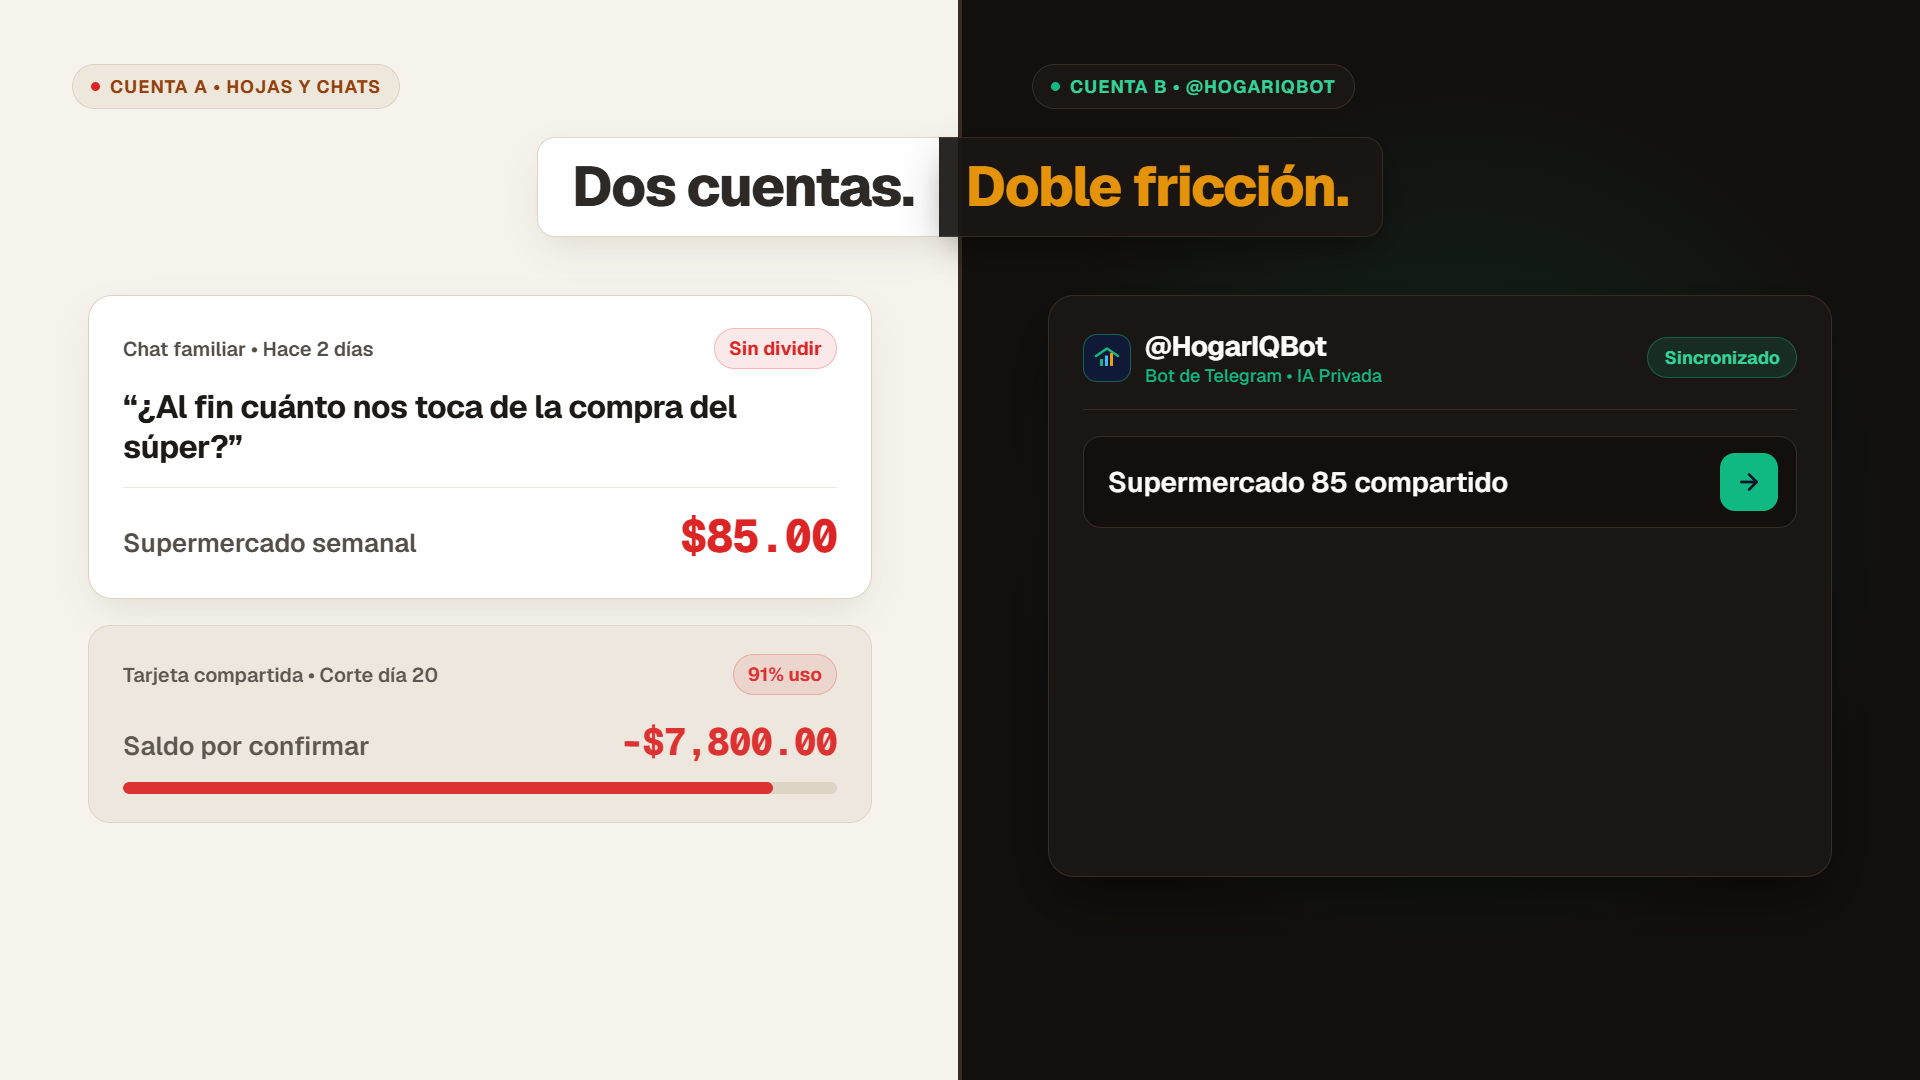 CUENTA A • HOJAS Y CHATS
CUENTA B • @HOGARIQBOT
Dos cuentas. Doble fricción.
Chat familiar • Hace 2 días
Sin dividir
“¿Al fin cuánto nos toca de la compra del
súper?”
Supermercado semanal
$85.00
Tarjeta compartida • Corte día 20
91% uso
Saldo por confirmar
-$7,800.00
@HogarIQBot
Bot de Telegram • IA Privada
Sincronizado
Supermercado 85 compartido